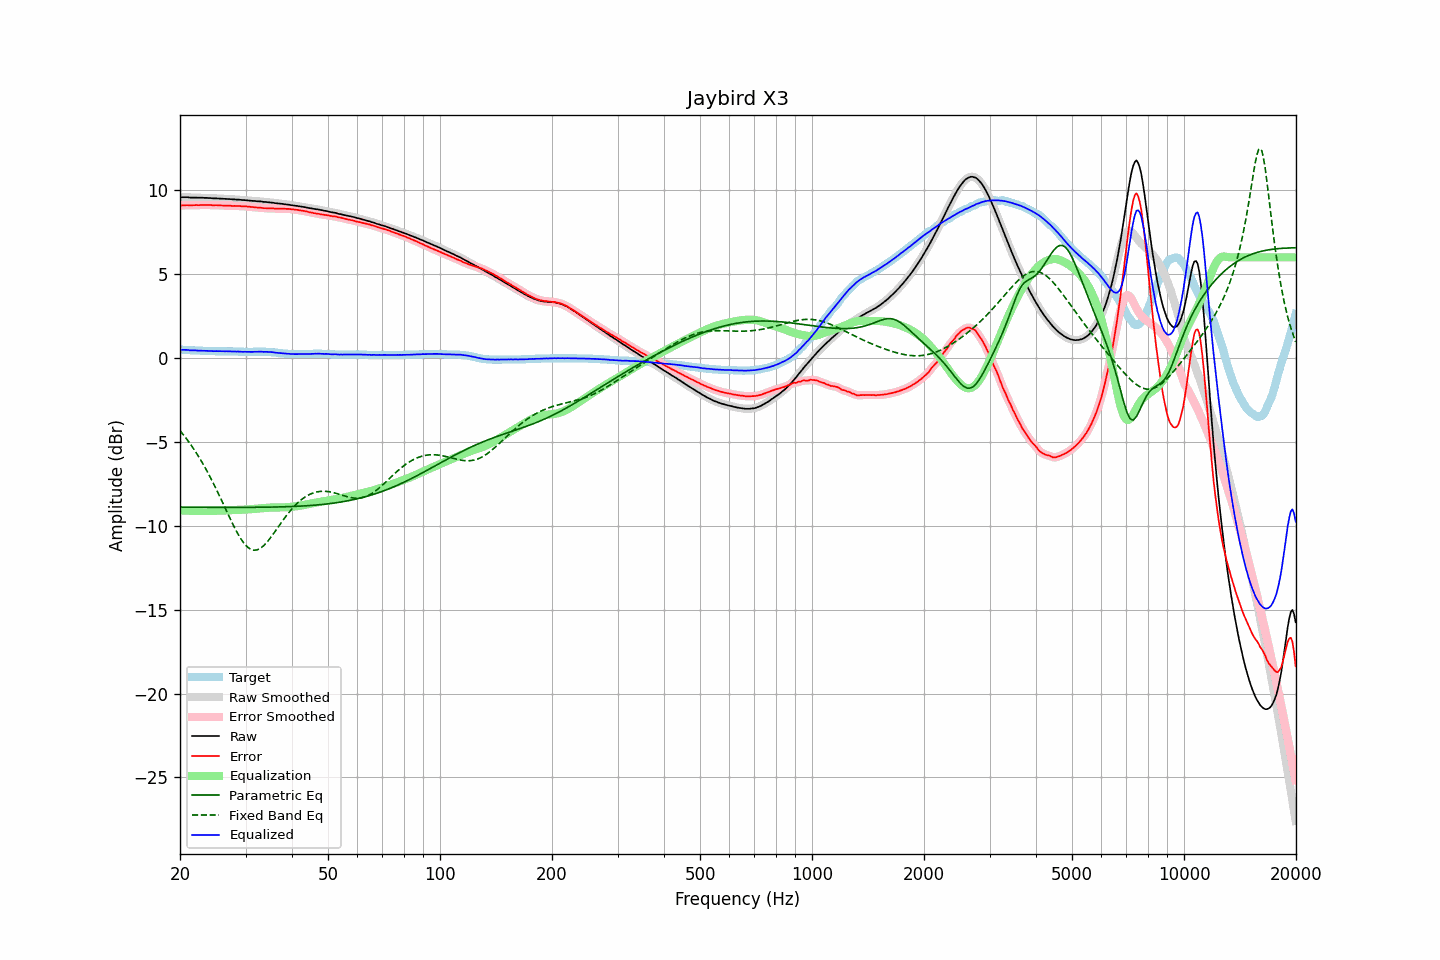 Jaybird X3
Amplitude (dBr)
10
5
0
−5
−10
−15
−20
−25
Target
Raw Smoothed
Error Smoothed
Raw
Error
Equalization
Parametric Eq
Fixed Band Eq
Equalized
20 50 100 200 500 1000 2000 5000 10000 20000
Frequency (Hz)